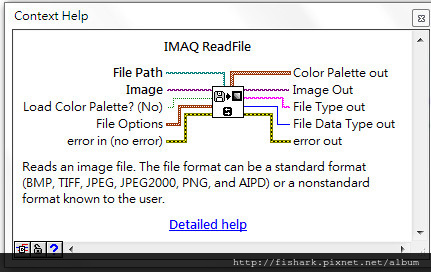 Context Help
IMAQ ReadFile
File Path
Color Palette out
Image
Image Out
Load Color Palette? (No)
File Type out
File Options
File Data Type out
error in (no error)
error out
Reads an image file. The file format can be a standard format
(BMP, TIFF, JPEG, JPEG2000, PNG, and AIPD) or a nonstandard
format known to the user.
Detailed help
?
http://fishark.pixnet.net/album